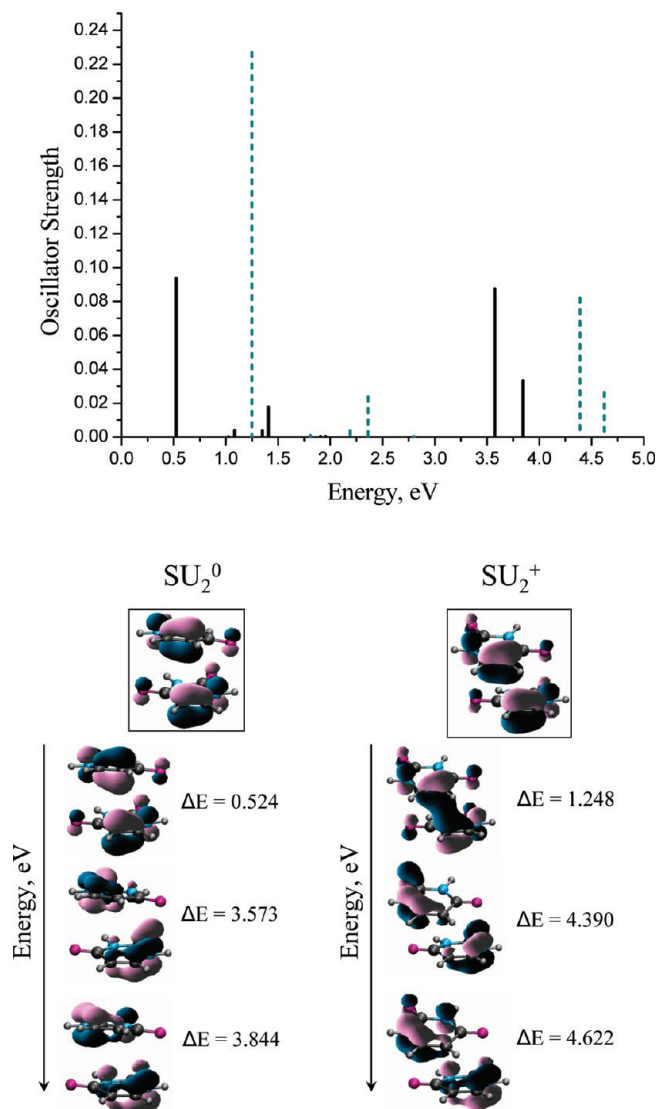 0.24
0.22
0.20
0.18
0.16
0.14
0.12
0.10
0.08
0.06
0.04
0.02
0.00
Oscillator Strength
0.0 0.5 1.0 1.5 2.0 2.5 3.0 3.5 4.0 4.5 5.0
Energy, eV
SU₂⁰
SU₂⁺
Energy, eV
ΔE = 0.524
ΔE = 3.573
ΔE = 3.844
Energy, eV
ΔE = 1.248
ΔE = 4.390
ΔE = 4.622